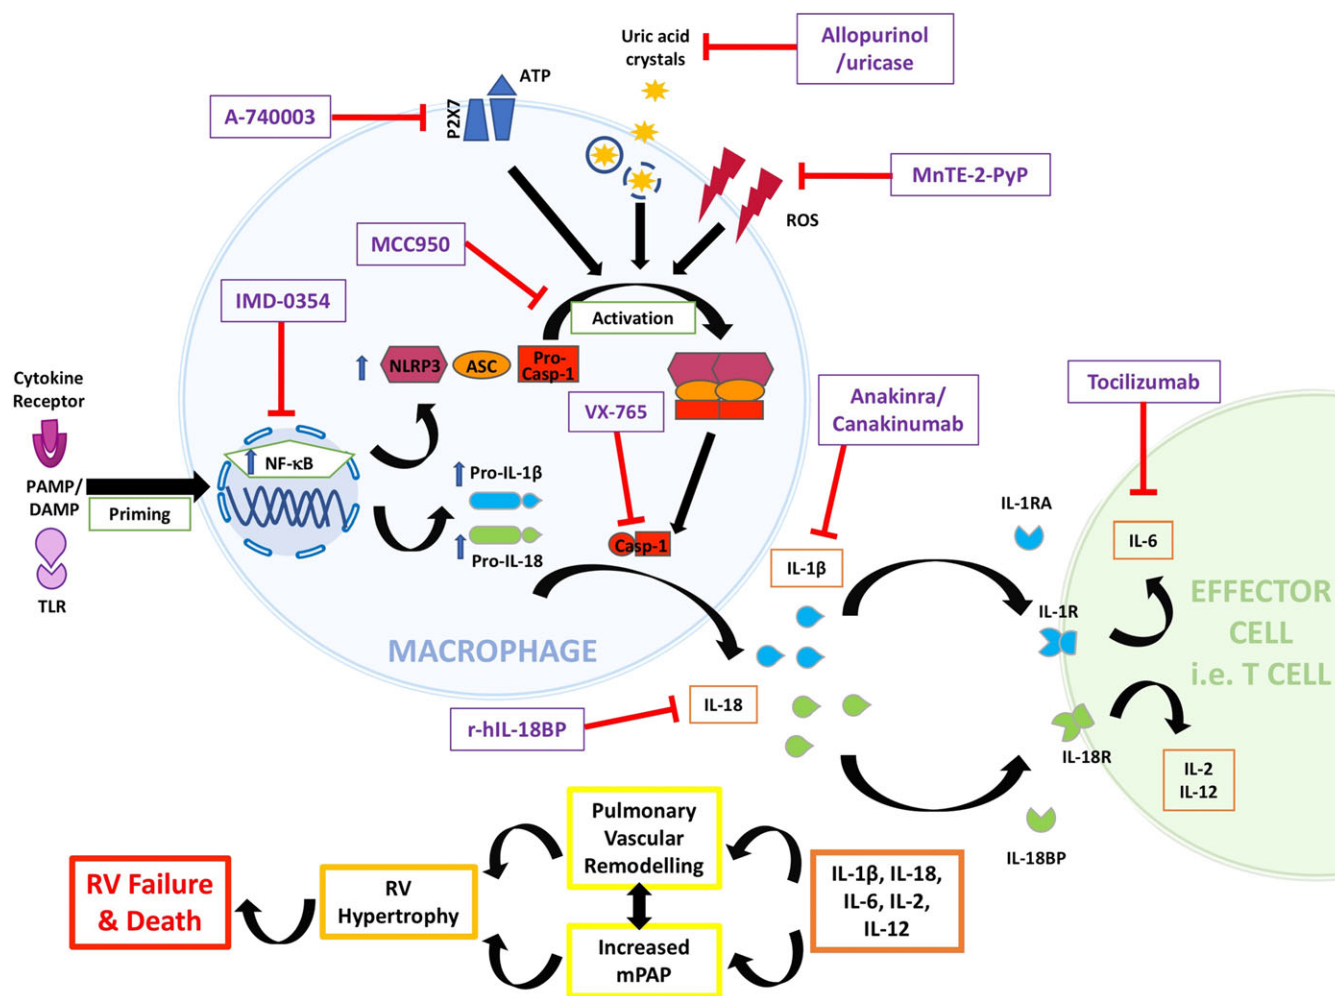 Uric acid
crystals
Allopurinol
/uricase
ATP
P2X7
A-740003
MnTE-2-PyP
ROS
MCC950
IMD-0354
Activation
NLRP3
ASC
Pro-
Casp-1
Cytokine
Receptor
VX-765
Anakinra/
Canakinumab
Tocilizumab
NF-κB
PAMP/
DAMP
Priming
Pro-IL-1β
Pro-IL-18
TLR
Casp-1
IL-1β
IL-1RA
IL-6
IL-1R
EFFECTOR
CELL
i.e. T CELL
MACROPHAGE
IL-18
r-hIL-18BP
IL-18R
IL-2
IL-12
IL-18BP
Pulmonary
Vascular
Remodelling
RV Failure
& Death
RV
Hypertrophy
IL-1β, IL-18,
IL-6, IL-2,
IL-12
Increased
mPAP